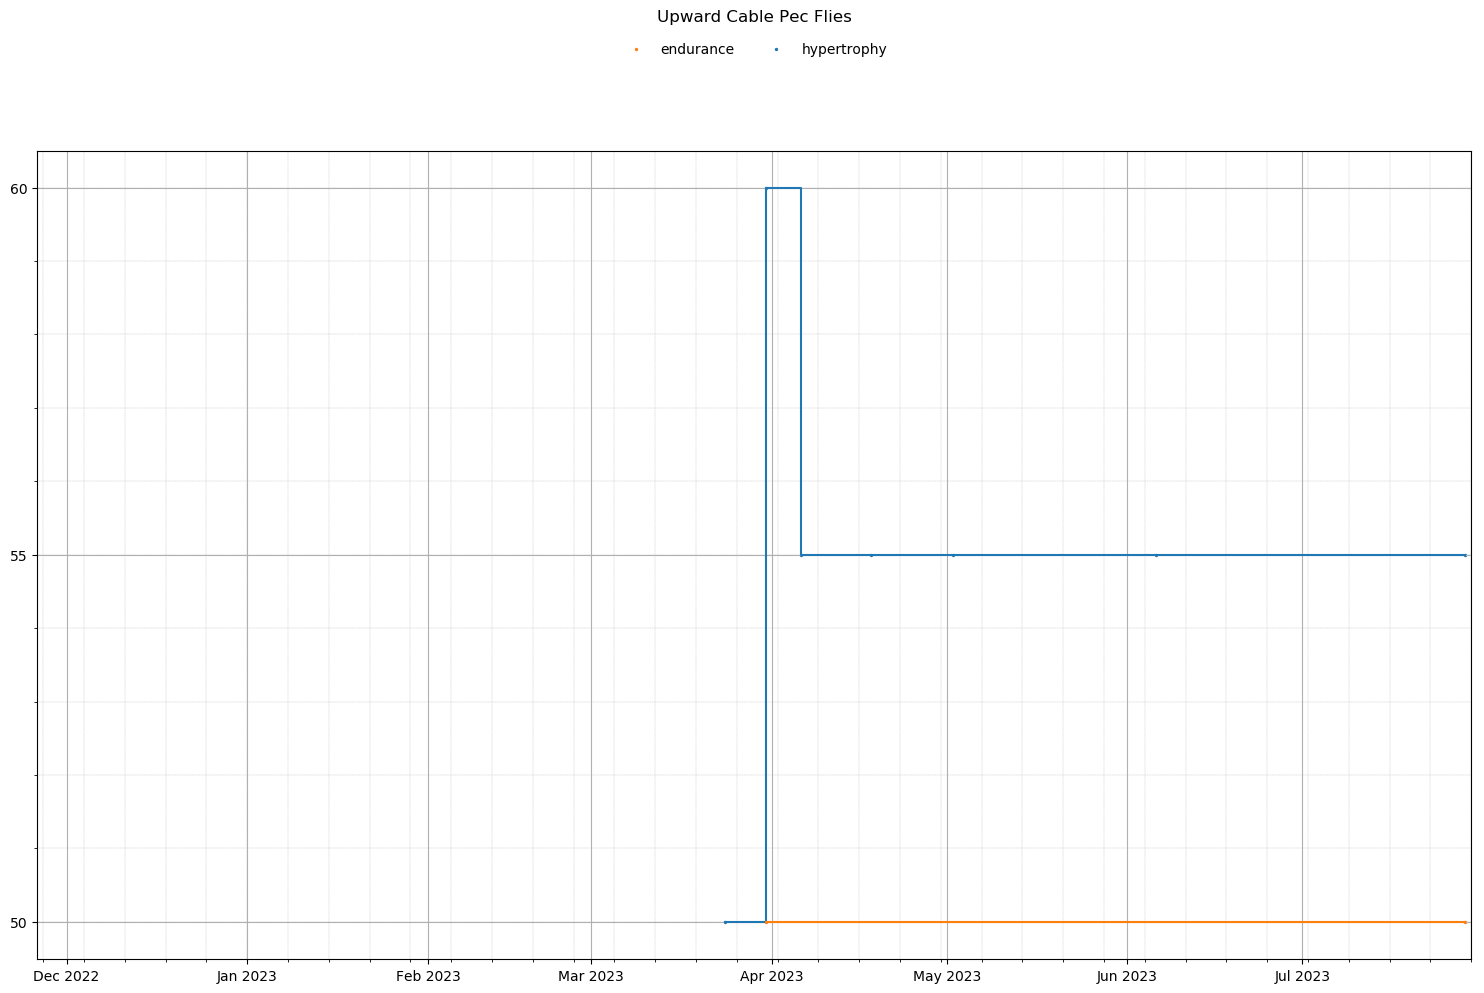 Upward Cable Pec Flies
endurance hypertrophy
60
55
50
Dec 2022 Jan 2023 Feb 2023 Mar 2023 Apr 2023 May 2023 Jun 2023 Jul 2023